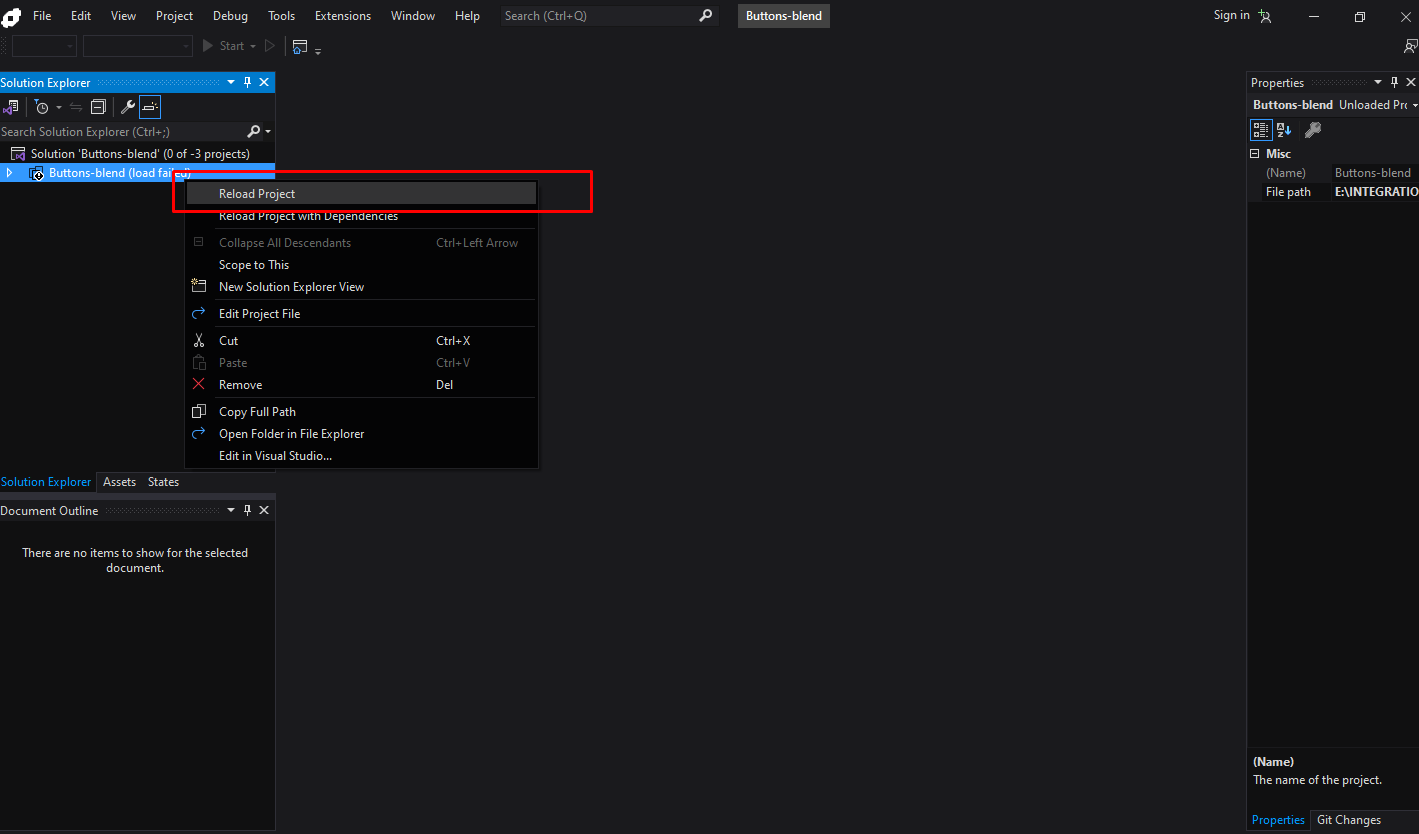 File Edit View Project Debug Tools Extensions Window Help Search (Ctrl+Q) Buttons-blend Sign in
Start
Solution Explorer
Search Solution Explorer (Ctrl+;)
Solution 'Buttons-blend' (0 of -3 projects)
Buttons-blend (load failed)
Reload Project
Reload Project with Dependencies
Collapse All Descendants Ctrl+Left Arrow
Scope to This
New Solution Explorer View
Edit Project File
Cut Ctrl+X
Paste Ctrl+V
Remove Del
Copy Full Path
Open Folder in File Explorer
Edit in Visual Studio...
Solution Explorer Assets States
Document Outline
There are no items to show for the selected
document.
Properties
Buttons-blend Unloaded Prc
Misc
(Name) Buttons-blend
File path E:\INTEGRATIO
(Name)
The name of the project.
Properties Git Changes